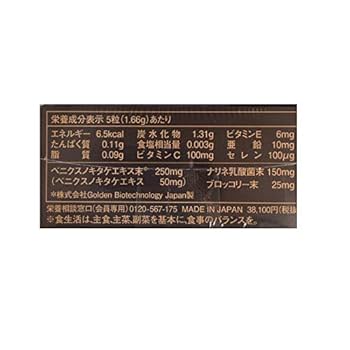 栄養成分表示 5粒(1.66g)あたり
エネルギー 6.5kcal 炭水化物 1.31g ビタミンE 6mg
たんぱく質 0.11g 食塩相当量 0.003g 亜鉛 10mg
脂質 0.09g ビタミンC 100mg セレン 100μg
ベニクスノキタケエキス末® 250mg ナリネ乳酸菌末 150mg
(ベニクスノキタケエキス 50mg) ブロッコリー末 25mg
※株式会社Golden Biotechnology Japan製
栄養相談窓口(会員専用)0120-567-175 MADE IN JAPAN 38,100円(税抜
※食生活は、主食、主菜、副菜を基本に、食事のバランスを。